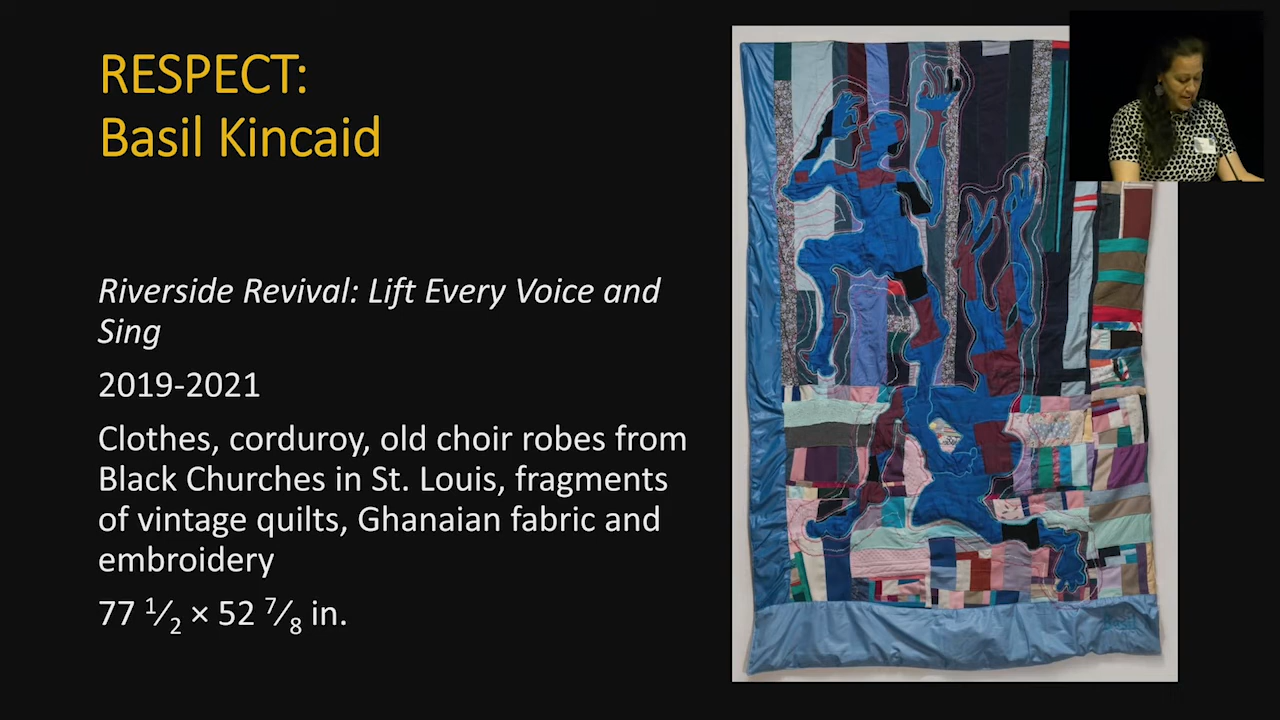 RESPECT:
Basil Kincaid
Riverside Revival: Lift Every Voice and
Sing
2019-2021
Clothes, corduroy, old choir robes from
Black Churches in St. Louis, fragments
of vintage quilts, Ghanaian fabric and
embroidery
77 ½ × 52 ⅞ in.
Basil